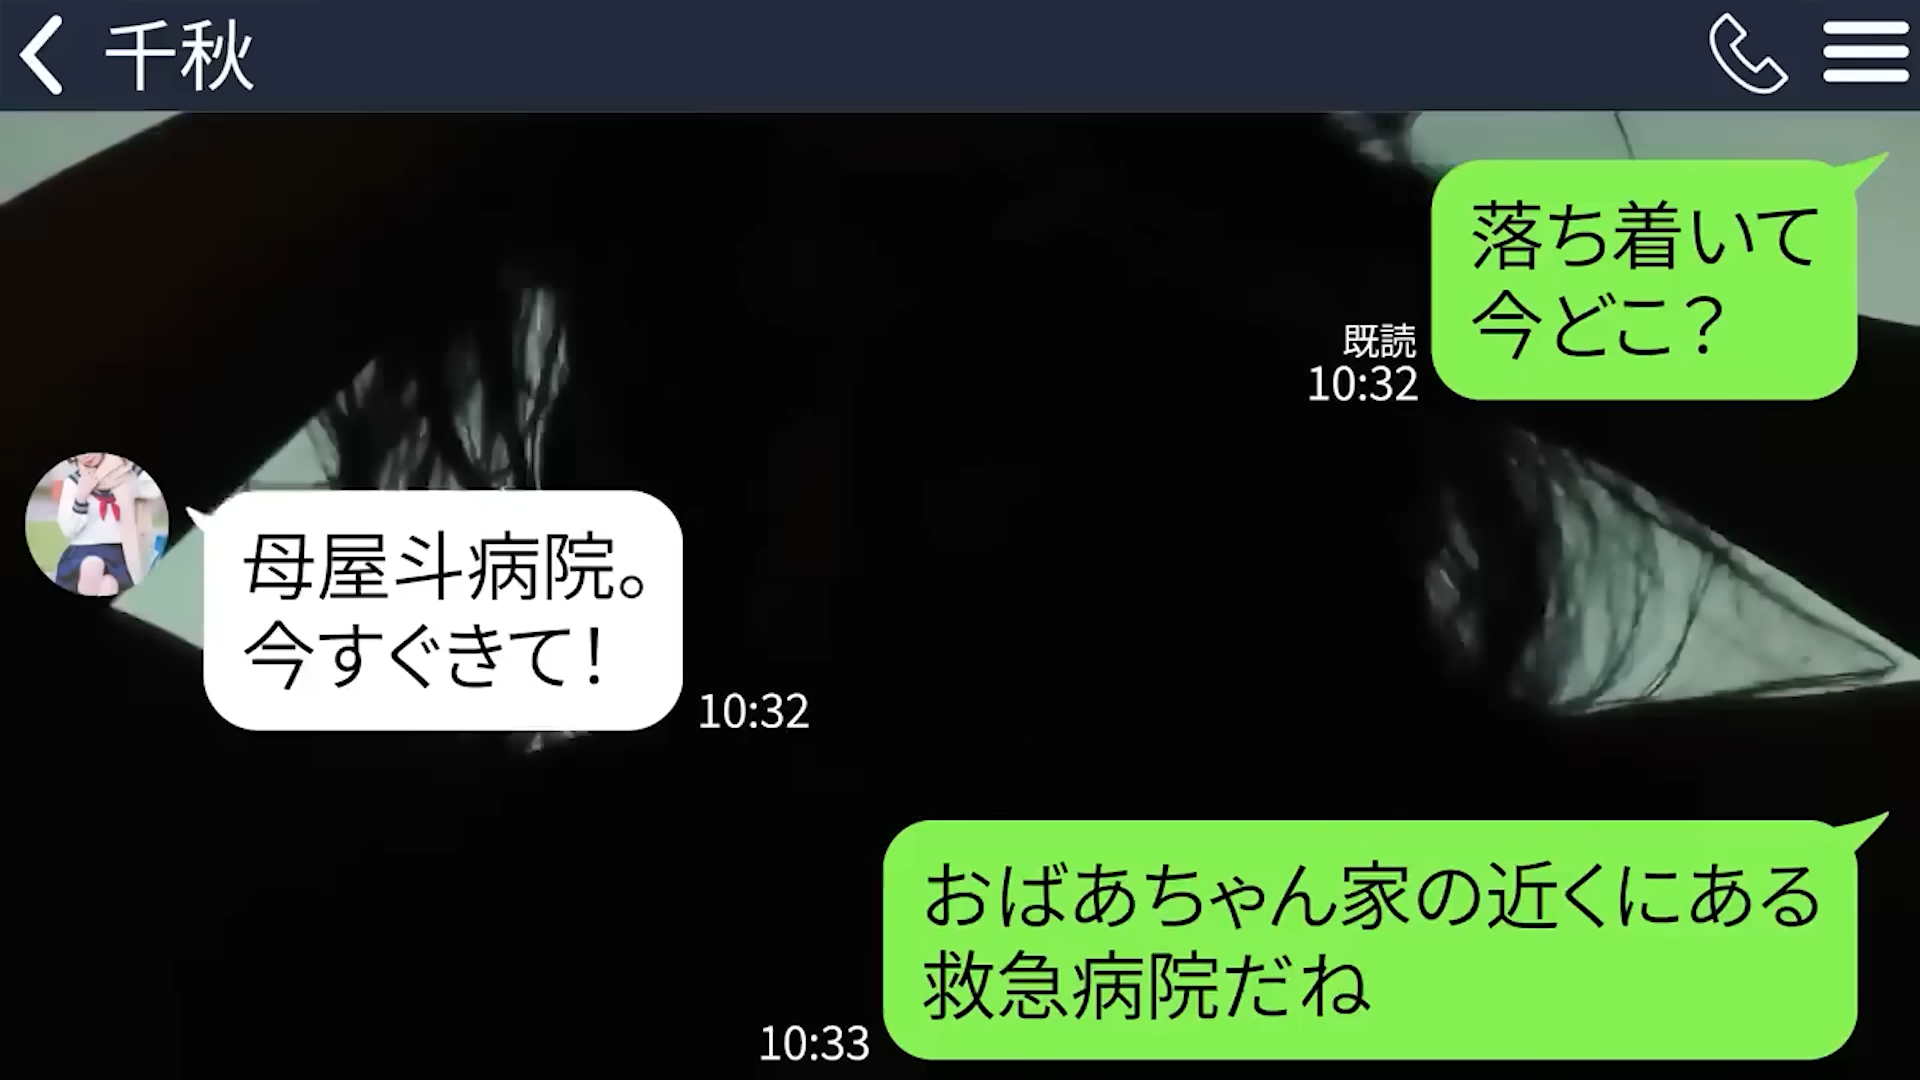 千秋
落ち着いて
今どこ？
既読
10:32
母屋斗病院。
今すぐきて！
10:32
おばあちゃん家の近くにある
救急病院だね
10:33